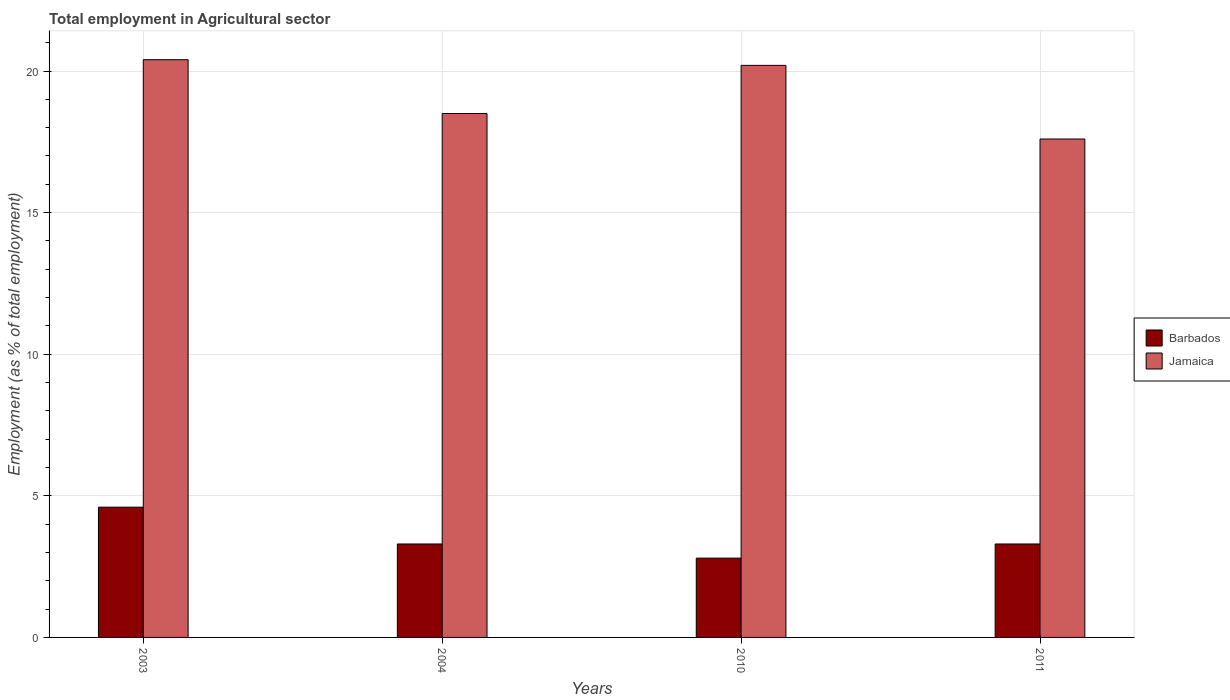 Total employment in Agricultural sector
Employment (as % of total employment)
20
15
10
5
0
2003
2004
2010
2011
Years
Barbados
Jamaica